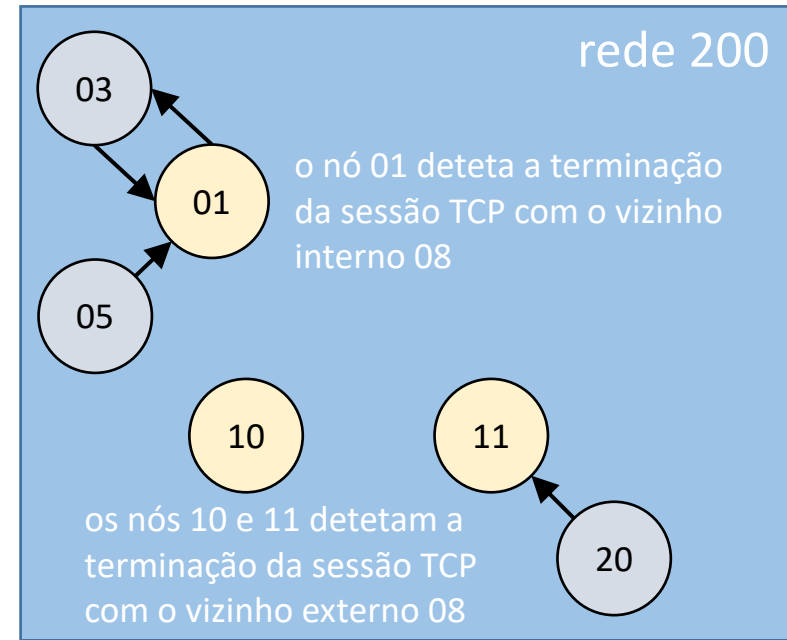 rede 200
03
01
o nó 01 deteta a terminação
da sessão TCP com o vizinho
interno 08
05
10
11
os nós 10 e 11 detetam a
terminação da sessão TCP
com o vizinho externo 08
20